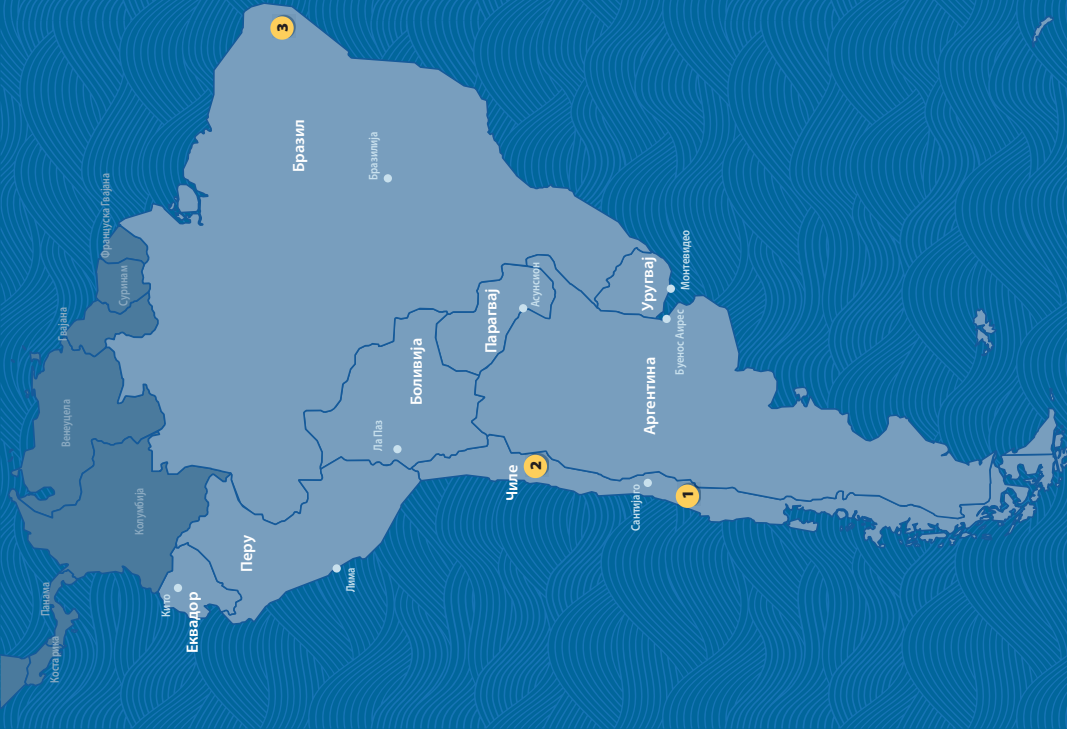 Костарика
Панама
Колумбија
Венецуела
Гвајана
Суринам
Француска Гвајана
Кито
Еквадор
Перу
Лима
Бразил
3
Бразилија
Ла Паз
Боливија
Парагвај
Асунсион
Чиле
2
Сантијаго
1
Аргентина
Буенос Аирес
Уругвај
Монтевидео